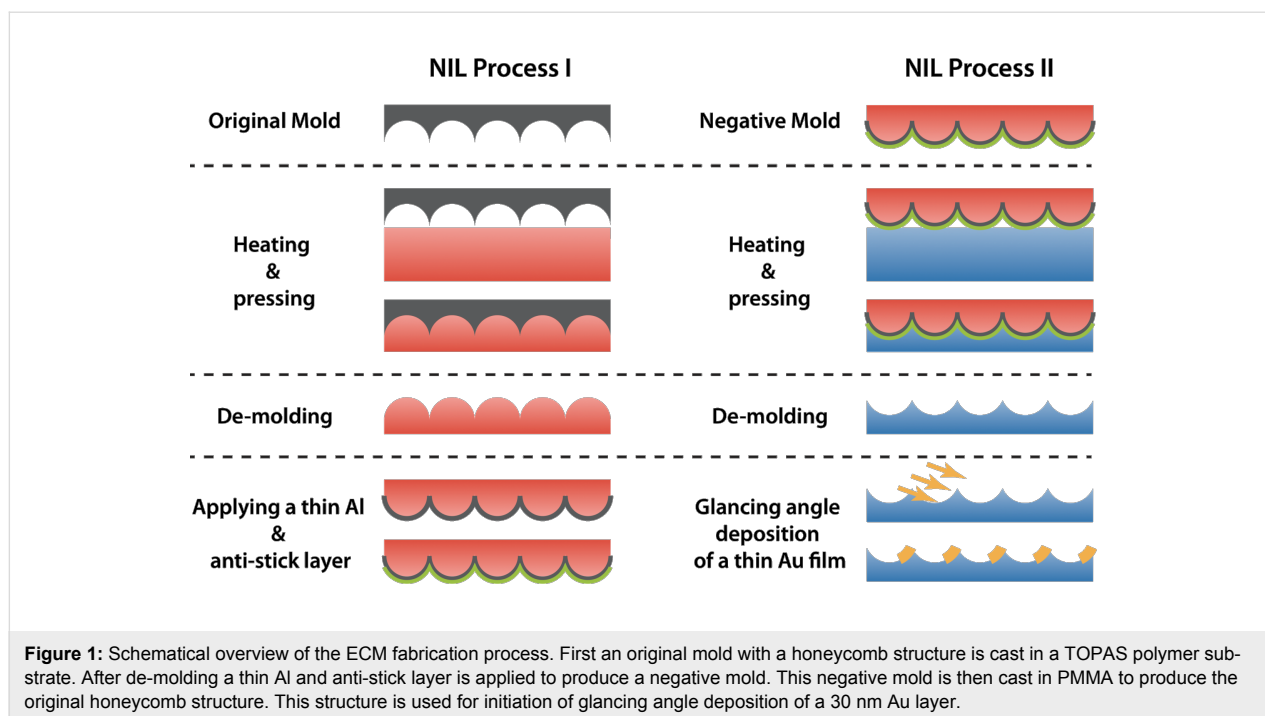 NIL Process I
NIL Process II
Original Mold
Negative Mold
Heating
&
pressing
Heating
&
pressing
De-molding
De-molding
Applying a thin Al
&
anti-stick layer
Glancing angle
deposition
of a thin Au film
Figure 1: Schematical overview of the ECM fabrication process. First an original mold with a honeycomb structure is cast in a TOPAS polymer sub-
strate. After de-molding a thin Al and anti-stick layer is applied to produce a negative mold. This negative mold is then cast in PMMA to produce the
original honeycomb structure. This structure is used for initiation of glancing angle deposition of a 30 nm Au layer.